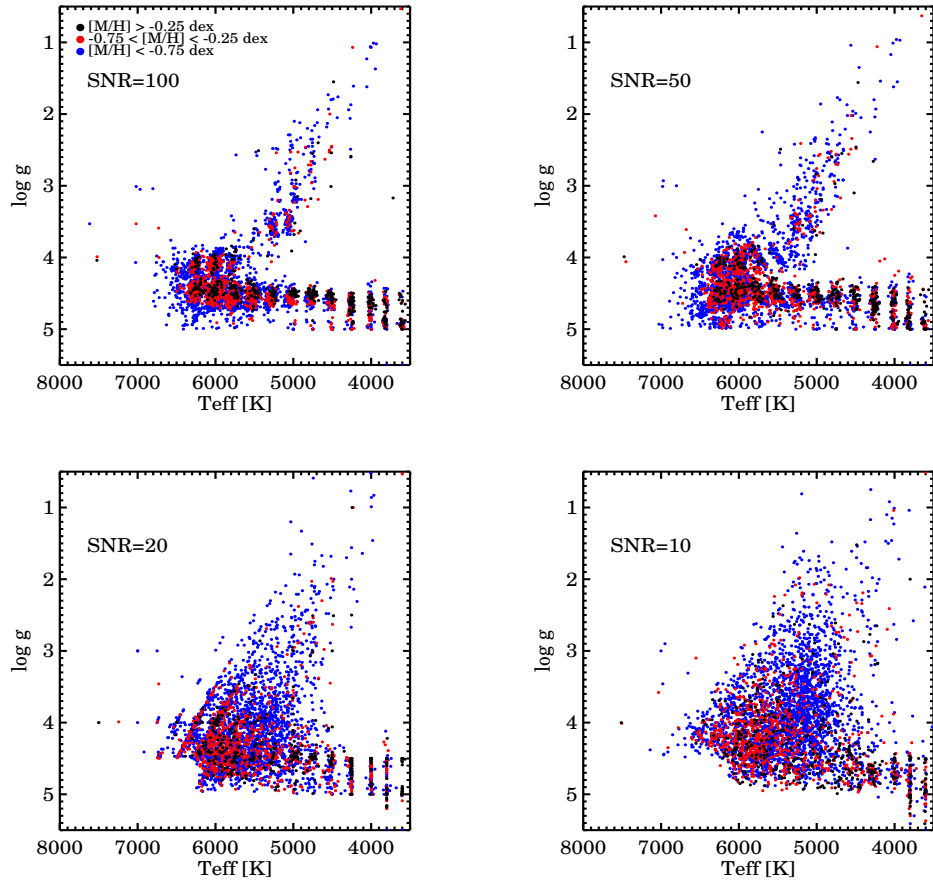 [M/H] > -0.25 dex
-0.75 < [M/H] < -0.25 dex
[M/H] < -0.75 dex
SNR=100
1
2
3
4
5
log g
8000 7000 6000 5000 4000
Teff [K]
SNR=50
1
2
3
4
5
log g
8000 7000 6000 5000 4000
Teff [K]
SNR=20
1
2
3
4
5
log g
8000 7000 6000 5000 4000
Teff [K]
SNR=10
1
2
3
4
5
log g
8000 7000 6000 5000 4000
Teff [K]